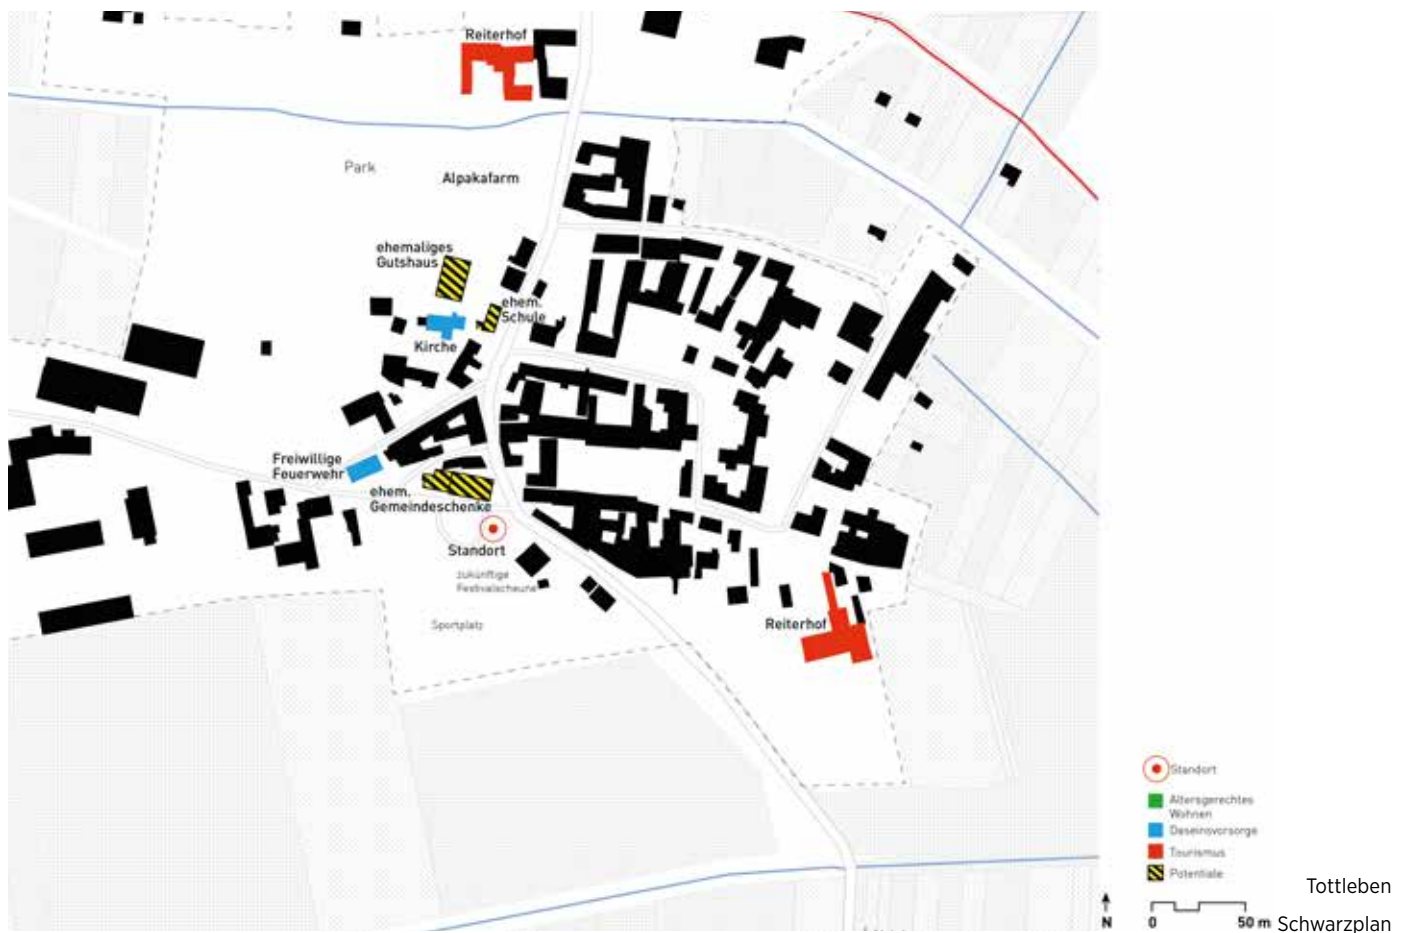 Reiterhof
Park
Alpakafarm
ehemaliges
Gutshaus
ehem.
Schule
Kirche
Freiwillige
Feuerwehr
ehem.
Gemeindeschenke
Standort
zukünftige
Festivalscheune
Sportplatz
Reiterhof
Standort
Altersgerechtes
Wohnen
Daseinsvorsorge
Tourismus
Potentiale
N
0 50 m
Tottleben
Schwarzplan